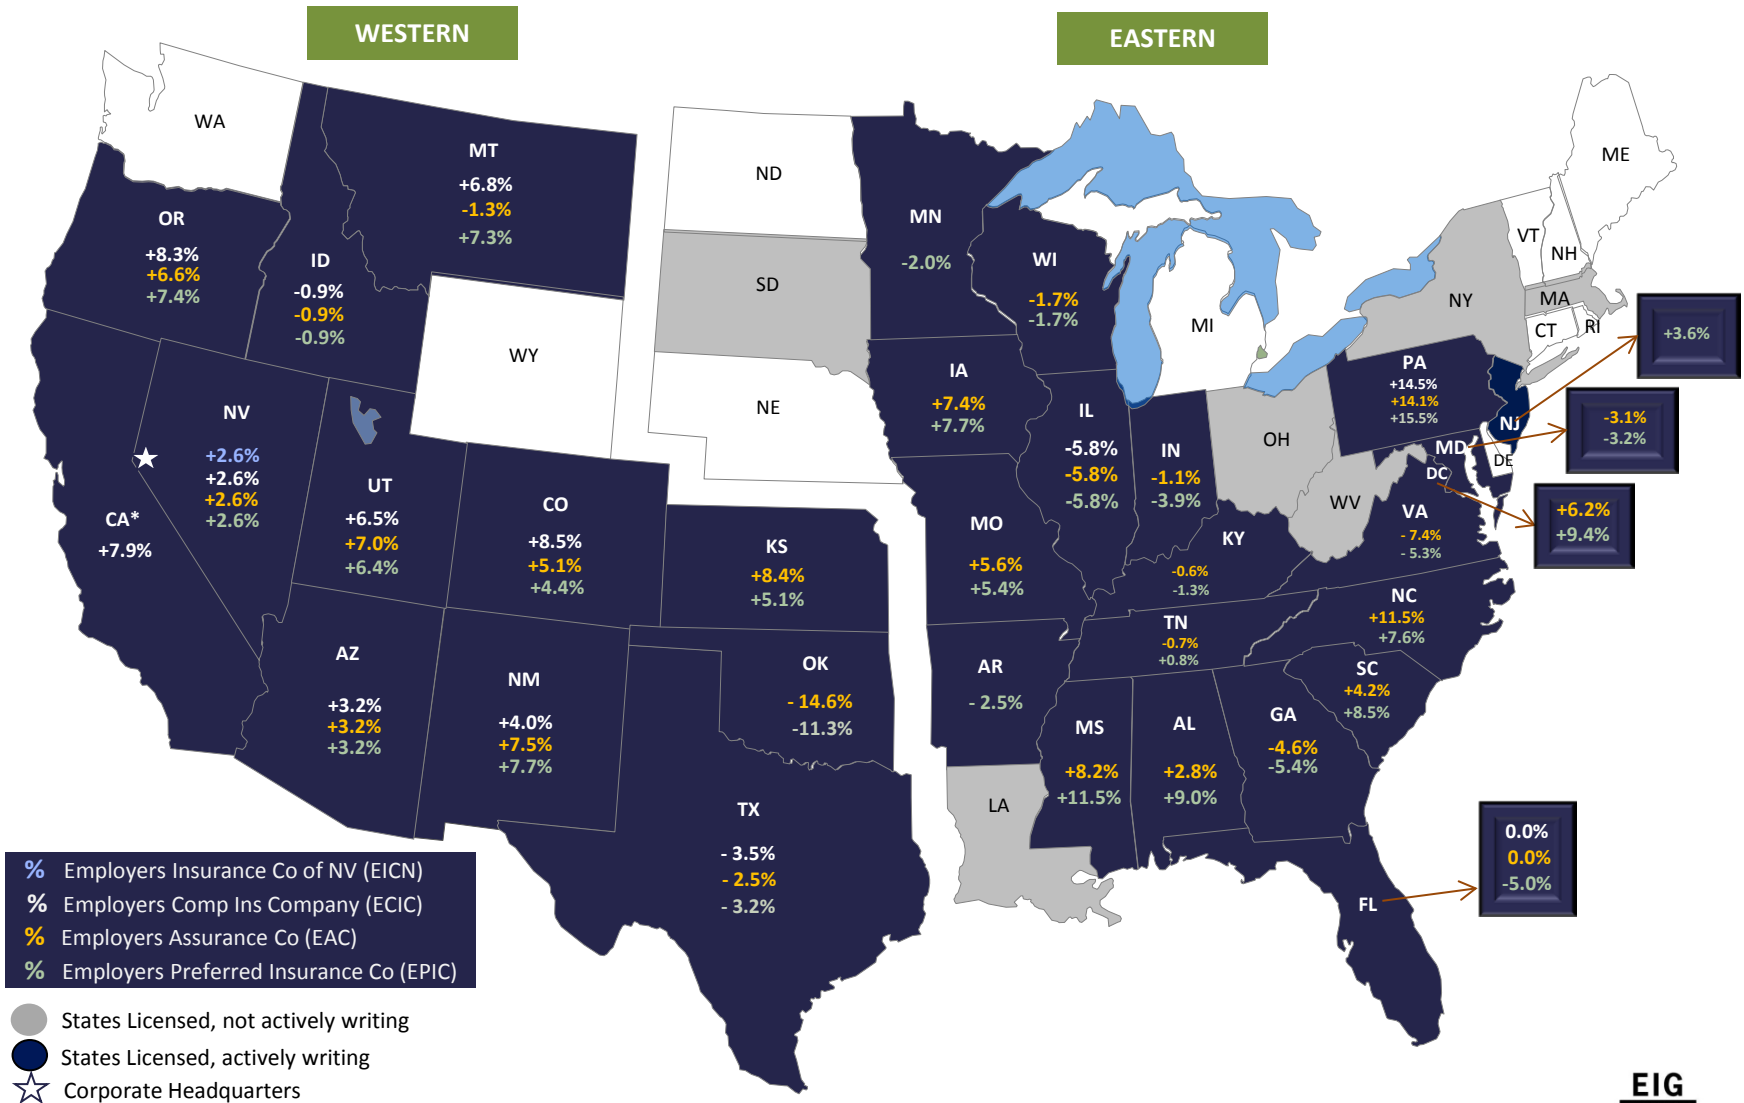 WESTERN
EASTERN
WA
MT
+6.8%
-1.3%
+7.3%
OR
+8.3%
+6.6%
+7.4%
ID
-0.9%
-0.9%
-0.9%
WY
NV
+2.6%
+2.6%
+2.6%
+2.6%
CA*
+7.9%
UT
+6.5%
+7.0%
+6.4%
CO
+8.5%
+5.1%
+4.4%
AZ
+3.2%
+3.2%
+3.2%
NM
+4.0%
+7.5%
+7.7%
KS
+8.4%
+5.1%
OK
- 14.6%
-11.3%
TX
- 3.5%
- 2.5%
- 3.2%
ND
SD
NE
MN
-2.0%
WI
-1.7%
-1.7%
IA
+7.4%
+7.7%
IL
-5.8%
-5.8%
-5.8%
IN
-1.1%
-3.9%
MI
OH
MO
+5.6%
+5.4%
KY
-0.6%
-1.3%
WV
VA
- 7.4%
- 5.3%
TN
-0.7%
+0.8%
NC
+11.5%
+7.6%
SC
+4.2%
+8.5%
AR
- 2.5%
LA
MS
+8.2%
+11.5%
AL
+2.8%
+9.0%
GA
-4.6%
-5.4%
FL
0.0%
0.0%
-5.0%
PA
+14.5%
+14.1%
+15.5%
NY
VT
NH
ME
MA
CT
RI
NJ
+3.6%
MD
-3.1%
-3.2%
DE
DC
+6.2%
+9.4%
% Employers Insurance Co of NV (EICN)
% Employers Comp Ins Company (ECIC)
% Employers Assurance Co (EAC)
% Employers Preferred Insurance Co (EPIC)
States Licensed, not actively writing
States Licensed, actively writing
Corporate Headquarters
EIG